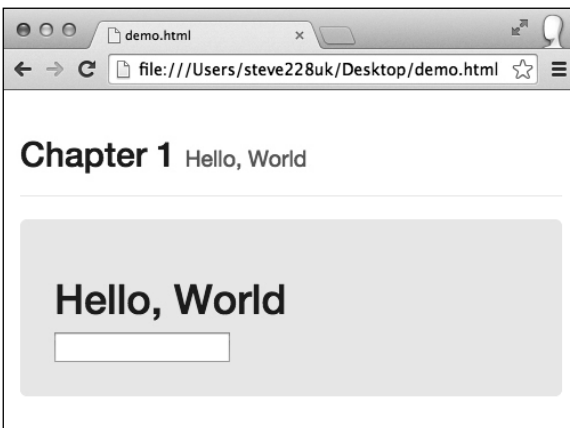 demo.html
file:///Users/steve228uk/Desktop/demo.html
Chapter 1 Hello, World
Hello, World